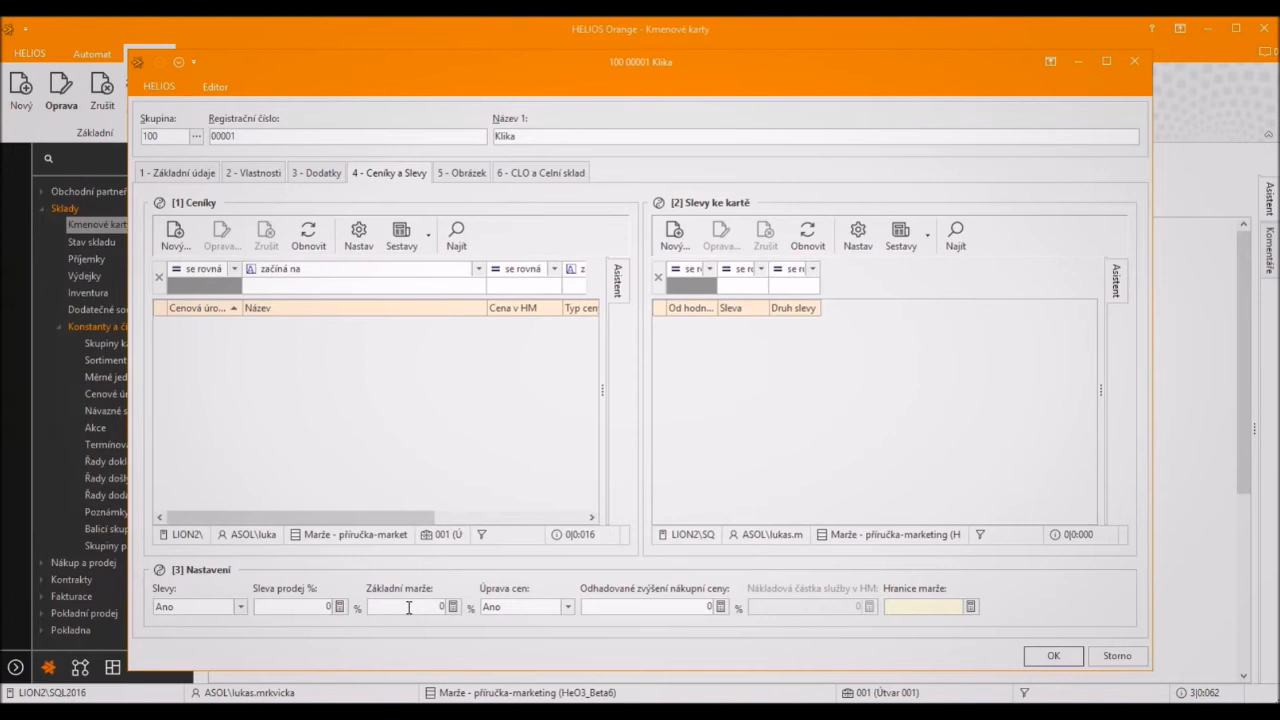 HELIOS Orange - Kmenové karty
HELIOS
Automat
Nový
Oprava
Zrušit
Základní
Obchodní partneř
Sklady
Kmenové kart
Stav skladu
Příjemky
Výdejky
Inventura
Dodatečné so
Konstanty a č
Skupiny k
Sortiment
Měrné jed
Cenové ú
Návazné s
Akce
Termínov
Řady dokl
Řady došl
Řady doda
Poznámky
Balicí skup
Skupiny p
Nákup a prodej
Kontrakty
Fakturace
Pokladní prodej
Pokladna
100 00001 Klika
HELIOS
Editor
Skupina:
Registrační číslo:
Název 1:
100
...
00001
Klika
1 - Základní údaje
2 - Vlastnosti
3 - Dodatky
4 - Ceníky a Slevy
5 - Obrázek
6 - CLO a Celní sklad
[1] Ceníky
Nový...
Oprava...
Zrušit
Obnovit
Nastav
Sestavy
Najít
se rovná
začíná na
se rovná
z
Asistent
Cenová úro...
Název
Cena v HM
Typ cen
LION2\
ASOL\luka
Marže - příručka-market
001 (Ú
0|0:016
[2] Slevy ke kartě
Nový...
Oprava...
Zrušit
Obnovit
Nastav
Sestavy
Najít
se r
se r
se r
Asistent
Od hodn...
Sleva
Druh slevy
LION2\SQ
ASOL\lukas.m
Marže - příručka-marketing (H
0|0:000
[3] Nastavení
Slevy:
Sleva prodej %:
Základní marže:
Úprava cen:
Odhadované zvýšení nákupní ceny:
Nákladová částka služby v HM:
Hranice marže:
Ano
0
%
0
%
Ano
0
%
0
OK
Storno
Asistent
Komentáře
LION2\SQL2016
ASOL\lukas.mrkvicka
Marže - příručka-marketing (HeO3_Beta6)
001 (Útvar 001)
3|0:062